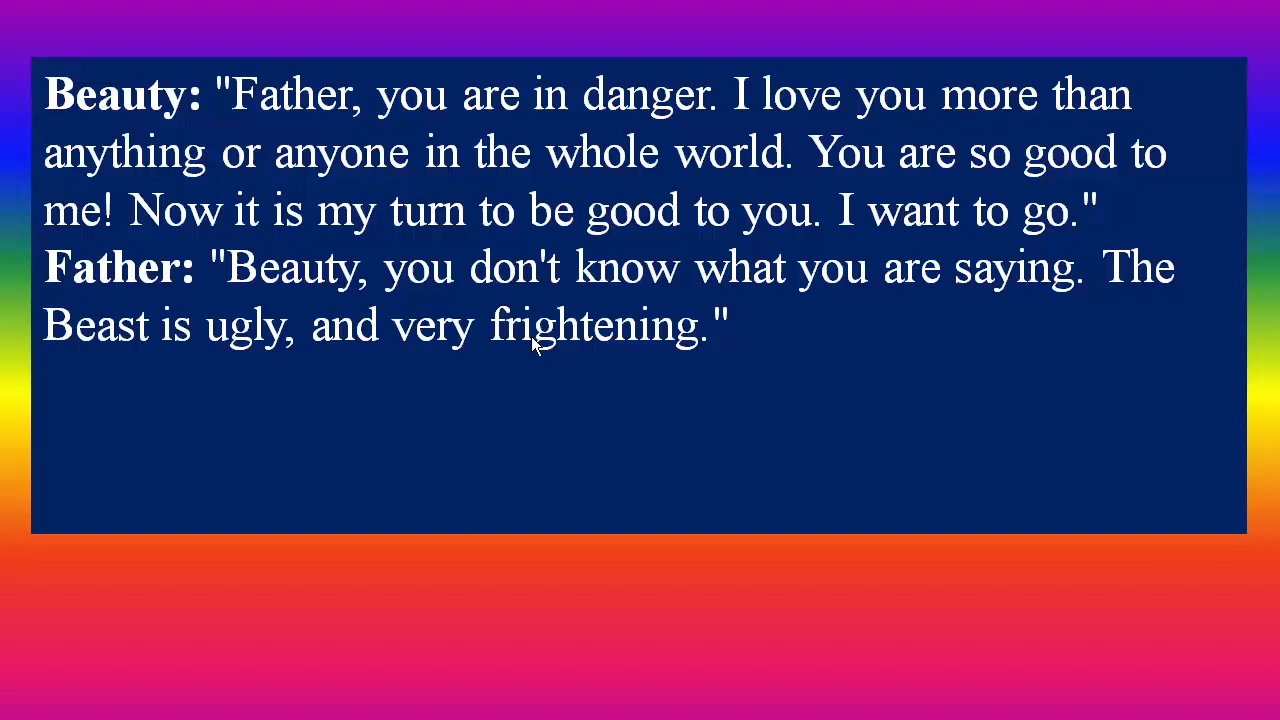 Beauty: "Father, you are in danger. I love you more than
anything or anyone in the whole world. You are so good to
me! Now it is my turn to be good to you. I want to go."
Father: "Beauty, you don't know what you are saying. The
Beast is ugly, and very frightening."